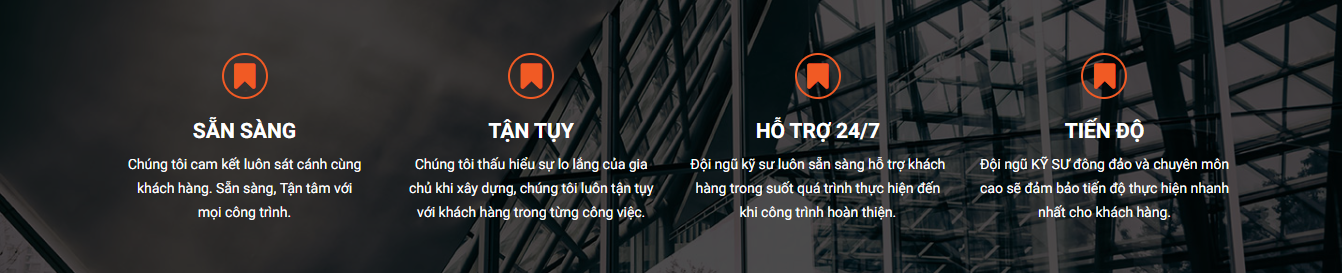 SẴN SÀNG
Chúng tôi cam kết luôn sát cánh cùng
khách hàng. Sẵn sàng, Tận tâm với
mọi công trình.
TẬN TỤY
Chúng tôi thấu hiểu sự lo lắng của gia
chủ khi xây dựng, chúng tôi luôn tận tụy
với khách hàng trong từng công việc.
HỖ TRỢ 24/7
Đội ngũ kỹ sư luôn sẵn sàng hỗ trợ khách
hàng trong suốt quá trình thực hiện đến
khi công trình hoàn thiện.
TIẾN ĐỘ
Đội ngũ KỸ SƯ đông đảo và chuyên môn
cao sẽ đảm bảo tiến độ thực hiện nhanh
nhất cho khách hàng.